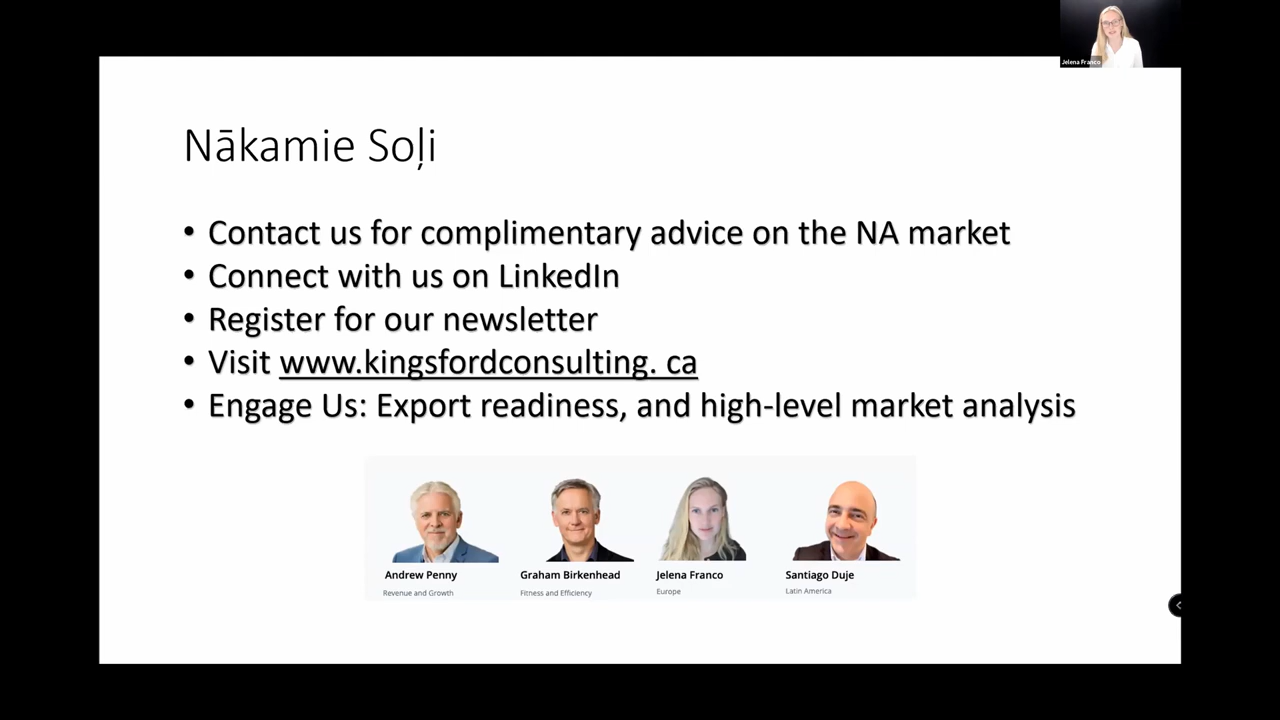 Jelena Franco
Nākamie Soļi
• Contact us for complimentary advice on the NA market
• Connect with us on LinkedIn
• Register for our newsletter
• Visit www.kingsfordconsulting. ca
• Engage Us: Export readiness, and high-level market analysis
Andrew Penny
Revenue and Growth
Graham Birkenhead
Fitness and Efficiency
Jelena Franco
Europe
Santiago Duje
Latin America